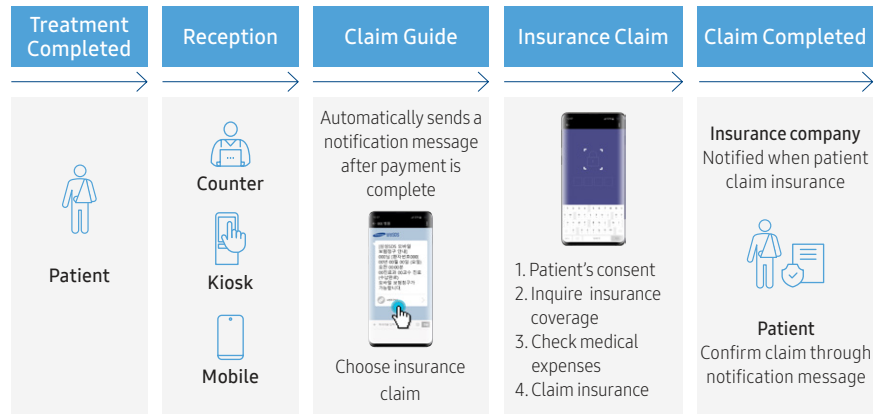 Treatment
Completed
Reception
Claim Guide
Insurance Claim
Claim Completed
Patient
Counter
Kiosk
Mobile
Automatically sends a
notification message
after payment is
complete
Choose insurance
claim
1. Patient's consent
2. Inquire insurance
coverage
3. Check medical
expenses
4. Claim insurance
Insurance company
Notified when patient
claim insurance
Patient
Confirm claim through
notification message